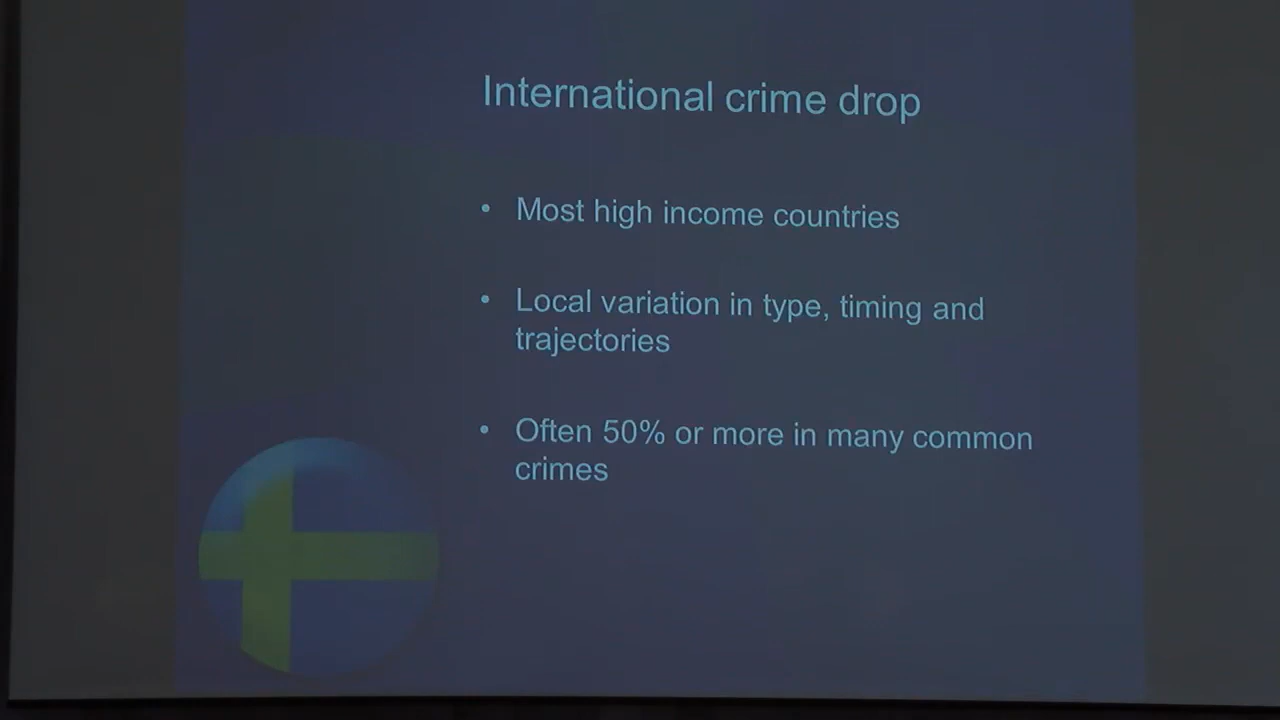 International crime drop
• Most high income countries
• Local variation in type, timing and
trajectories
• Often 50% or more in many common
crimes